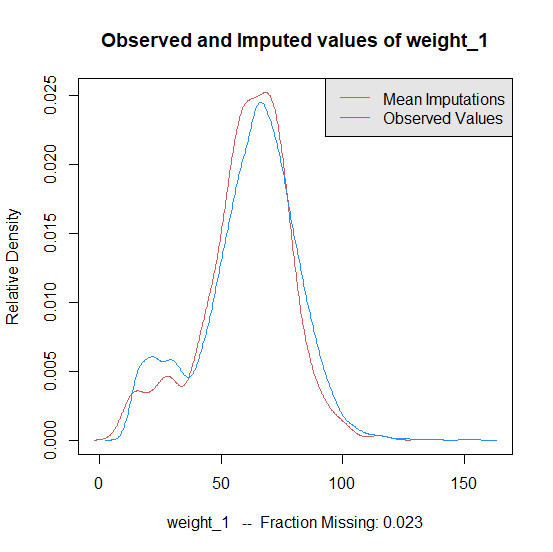 Observed and Imputed values of weight_1
Mean Imputations
Observed Values
Relative Density
0.025
0.020
0.015
0.010
0.005
0.000
0
50
100
150
weight_1 -- Fraction Missing: 0.023